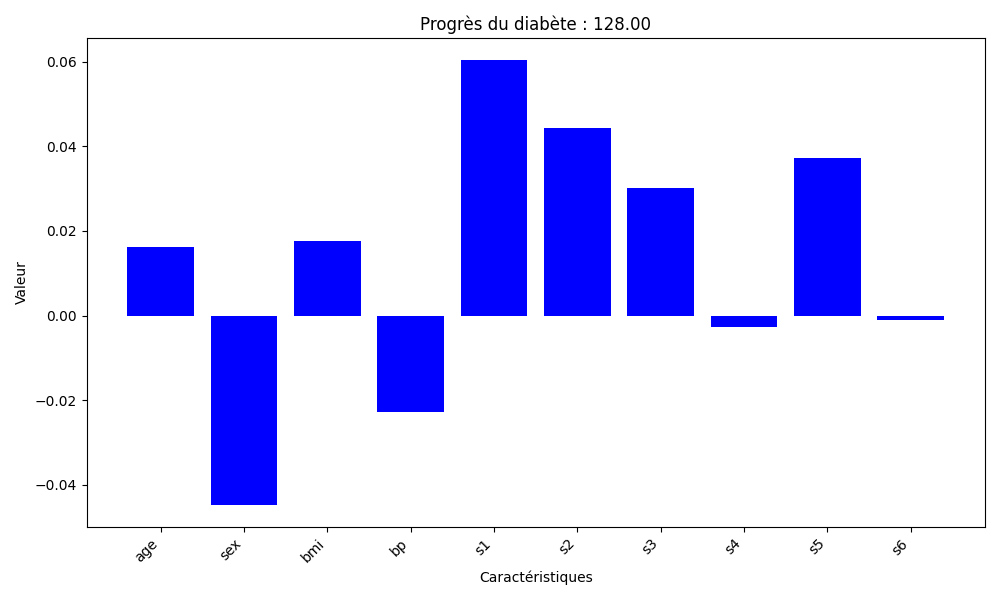 Progrès du diabète : 128.00
0.06
0.04
0.02
0.00
−0.02
−0.04
Valeur
age
sex
bmi
bp
s1
s2
s3
s4
s5
s6
Caractéristiques